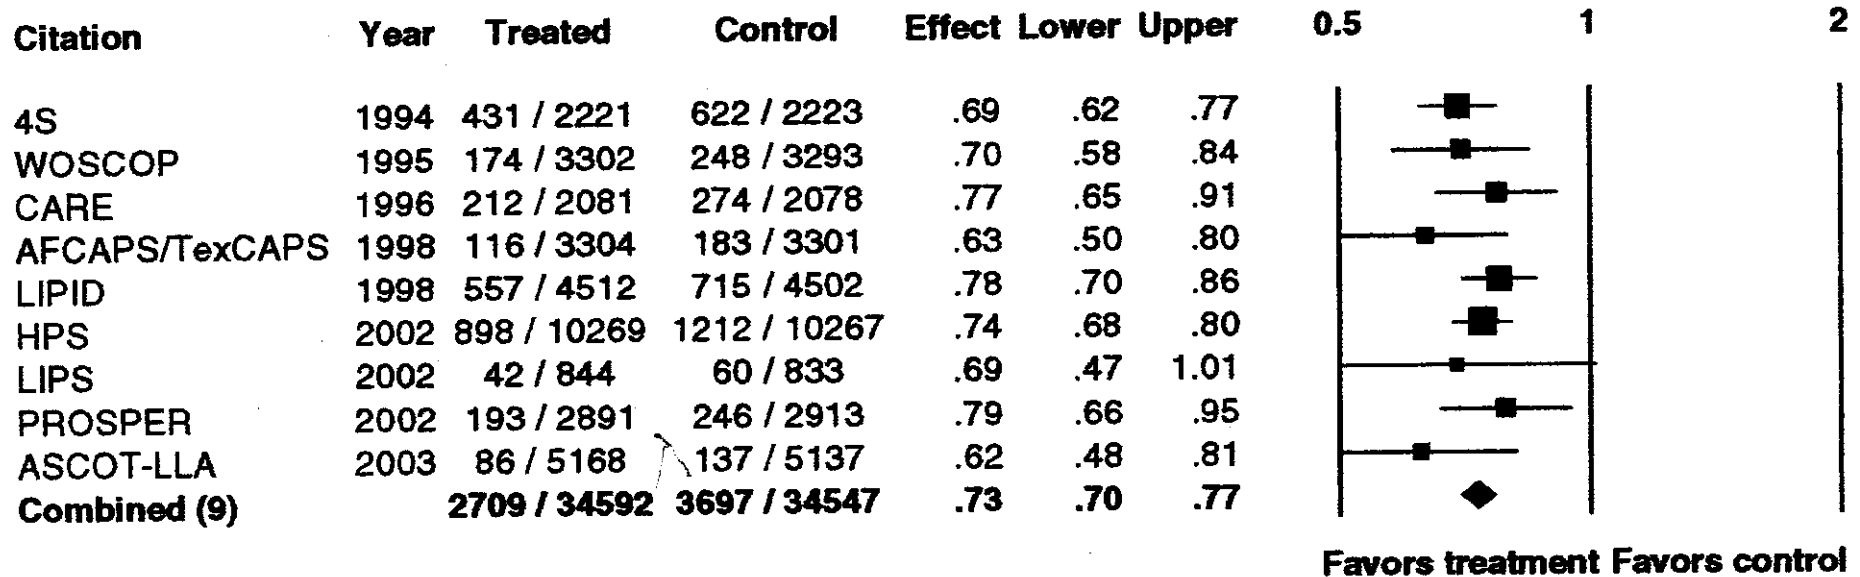 Citation Year Treated Control Effect Lower Upper 0.5 1 2
4S 1994 431 / 2221 622 / 2223 .69 .62 .77
WOSCOP 1995 174 / 3302 248 / 3293 .70 .58 .84
CARE 1996 212 / 2081 274 / 2078 .77 .65 .91
AFCAPS/TexCAPS 1998 116 / 3304 183 / 3301 .63 .50 .80
LIPID 1998 557 / 4512 715 / 4502 .78 .70 .86
HPS 2002 898 / 10269 1212 / 10267 .74 .68 .80
LIPS 2002 42 / 844 60 / 833 .69 .47 1.01
PROSPER 2002 193 / 2891 246 / 2913 .79 .66 .95
ASCOT-LLA 2003 86 / 5168 137 / 5137 .62 .48 .81
Combined (9) 2709 / 34592 3697 / 34547 .73 .70 .77
Favors treatment Favors control